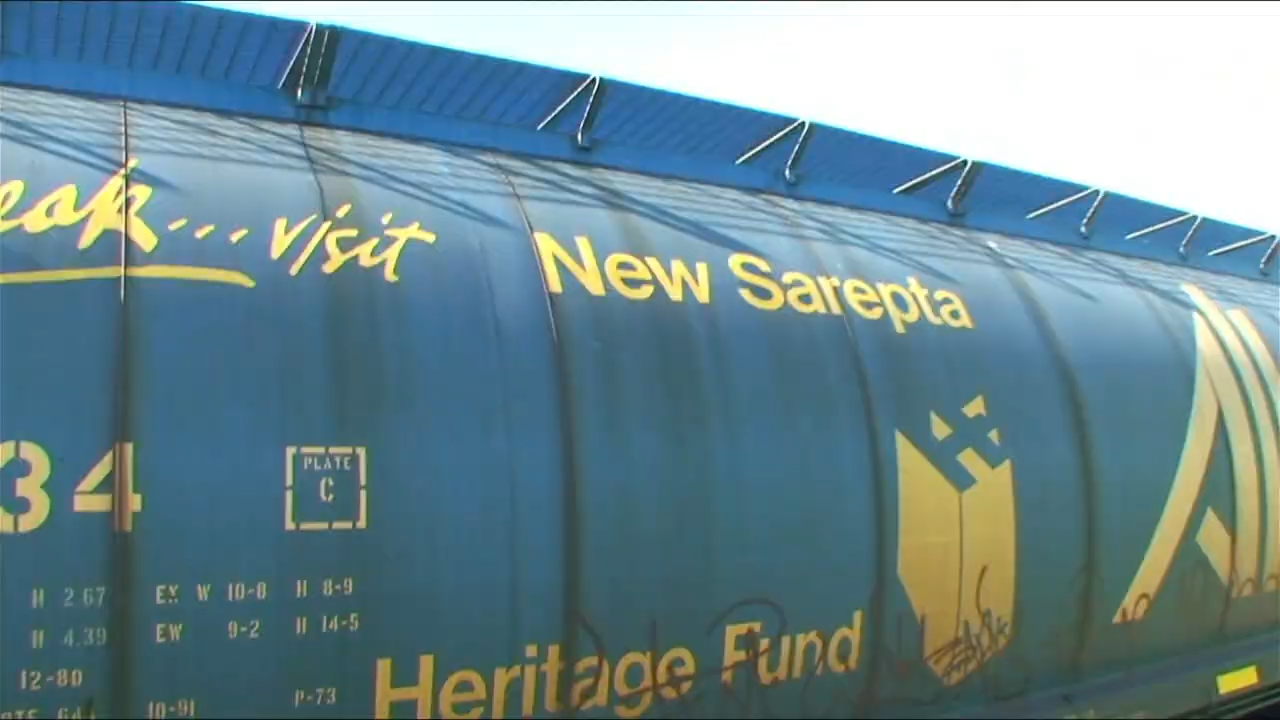 eak... visit New Sarepta
34
PLATE
C
H 2.67 EX W 10-8 H 8-9
H 4.39 EW 9-2 H 14-5
12-80
10-91 P-73
Heritage Fund